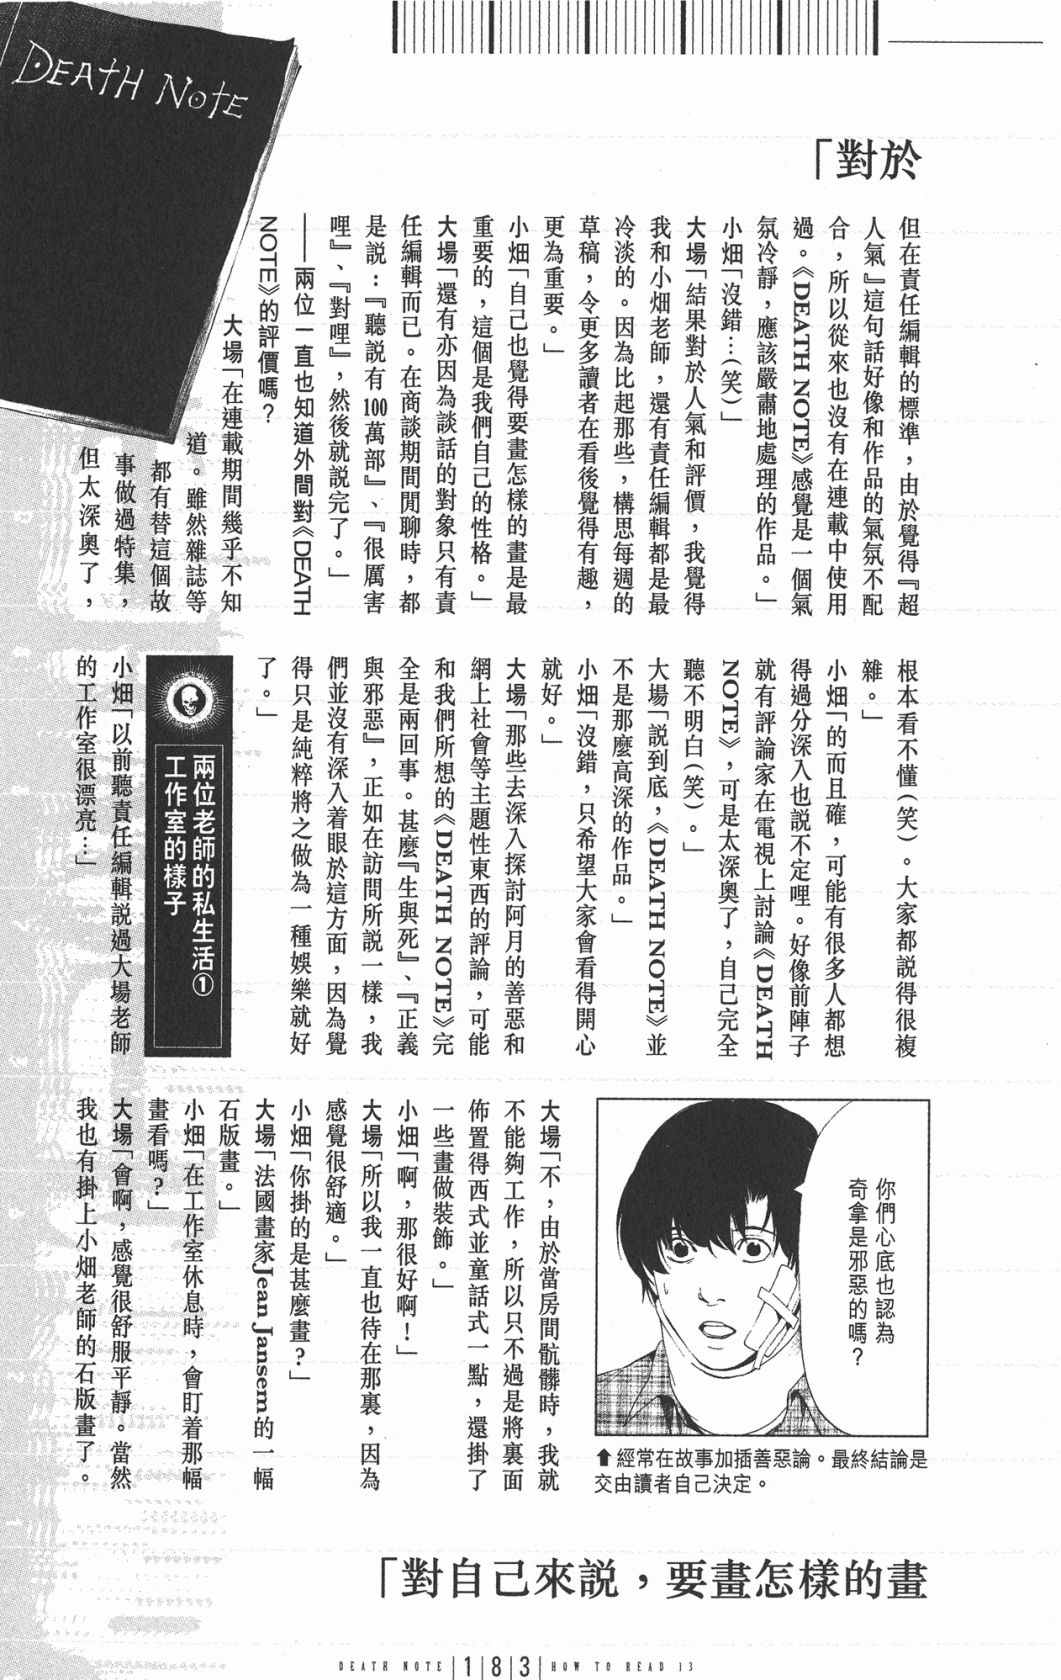 DEATH NOTE
「對於
但在責任編輯的標準，由於覺得『超
人氣』這句話好像和作品的氣氛不配
合，所以從來也沒有在連載中使用
過。《DEATH NOTE》感覺是一個氣
氛冷靜，應該嚴肅地處理的作品。」
小畑「沒錯…（笑）」
大場「結果對於人氣和評價，我覺得
我和小畑老師，還有責任編輯都是最
冷淡的。因為比起那些，構思每週的
草稿，令更多讀者在看後覺得有趣，
更為重要。」
小畑「自己也覺得要畫怎樣的畫是最
重要的，這個是我們自己的性格。」
大場「還有亦因為談話的對象只有責
任編輯而已。在商談期間閒聊時，都
是說：『聽說有100萬部』、『很厲害
哩』、『對哩』，然後就說完了。」
——兩位一直也知道外間對《DEATH
NOTE》的評價嗎？
大場「在連載期間幾乎不知
道。雖然雜誌等
都有替這個故
事做過特集，
但太深奧了，
根本看不懂（笑）。大家都說得很複
雜。」
小畑「的而且確，可能有很多人都想
得過分深入也說不定哩。好像前陣子
就有評論家在電視上討論《DEATH
NOTE》，可是太深奧了，自己完全
聽不明白（笑）。」
大場「說到底，《DEATH NOTE》並
不是那麼高深的作品。」
小畑「沒錯，只希望大家會看得開心
就好。」
大場「那些去深入探討阿月的善惡和
網上社會等主題性東西的評論，可能
和我們所想的《DEATH NOTE》完
全是兩回事。甚麼『生與死』、『正義
與邪惡』，正如在訪問所說一樣，我
們並沒有深入着眼於這方面，因為覺
得只是純粹將之做為一種娛樂就好
了。」
兩位老師的私生活①
工作室的樣子
小畑「以前聽責任編輯說過大場老師
的工作室很漂亮…」
你們心底也認為
奇拿是邪惡的嗎？
⬆經常在故事加插善惡論。最終結論是
交由讀者自己決定。
大場「不，由於當房間骯髒時，我就
不能夠工作，所以只不過是將裏面
佈置得西式並童話式一點，還掛了
一些畫做裝飾。」
小畑「啊，那很好啊！」
大場「所以我一直也待在那裏，因為
感覺很舒適。」
小畑「你掛的是甚麼畫？」
大場「法國畫家Jean Jansem的一幅
石版畫。」
小畑「在工作室休息時，會盯着那幅
畫看嗎？」
大場「會啊，感覺很舒服平靜。當然
我也有掛上小畑老師的石版畫了。
「對自己來說，要畫怎樣的畫
DEATH NOTE |1|8|3| HOW TO READ 13